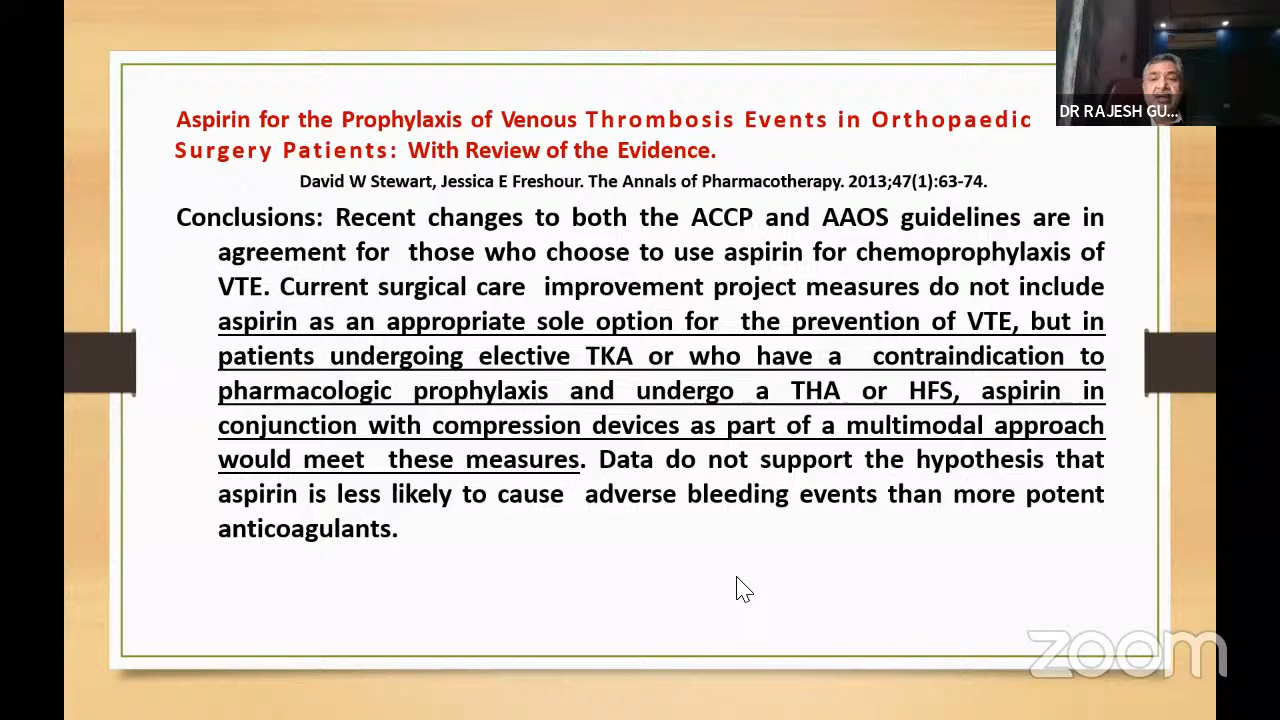 DR RAJESH GU...
Aspirin for the Prophylaxis of Venous Thrombosis Events in Orthopaedic
Surgery Patients: With Review of the Evidence.
David W Stewart, Jessica E Freshour. The Annals of Pharmacotherapy. 2013;47(1):63-74.
Conclusions: Recent changes to both the ACCP and AAOS guidelines are in
agreement for those who choose to use aspirin for chemoprophylaxis of
VTE. Current surgical care improvement project measures do not include
aspirin as an appropriate sole option for the prevention of VTE, but in
patients undergoing elective TKA or who have a contraindication to
pharmacologic prophylaxis and undergo a THA or HFS, aspirin in
conjunction with compression devices as part of a multimodal approach
would meet these measures. Data do not support the hypothesis that
aspirin is less likely to cause adverse bleeding events than more potent
anticoagulants.
zoom